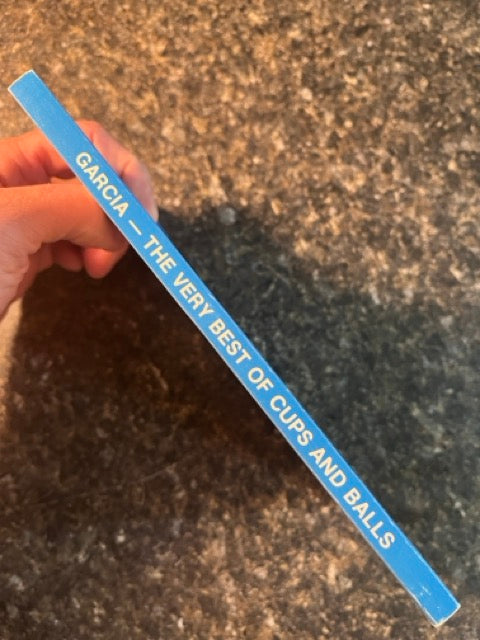 GARCIA — THE VERY BEST OF CUPS AND BALLS